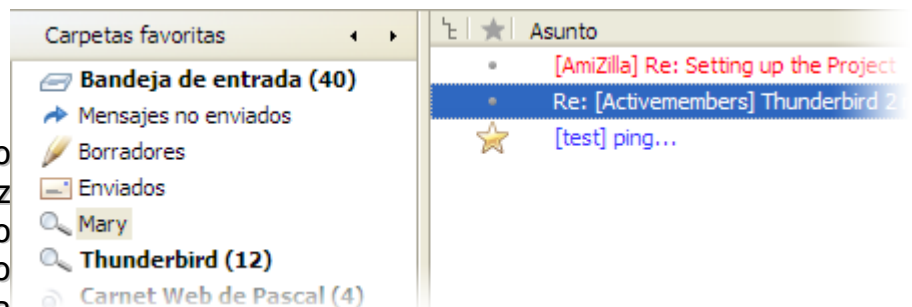 Carpetas favoritas
Bandeja de entrada (40)
Mensajes no enviados
Borradores
Enviados
Mary
Thunderbird (12)
Carnet Web de Pascal (4)
Asunto
[AmiZilla] Re: Setting up the Project
Re: [Activemembers] Thunderbird 2
[test] ping...